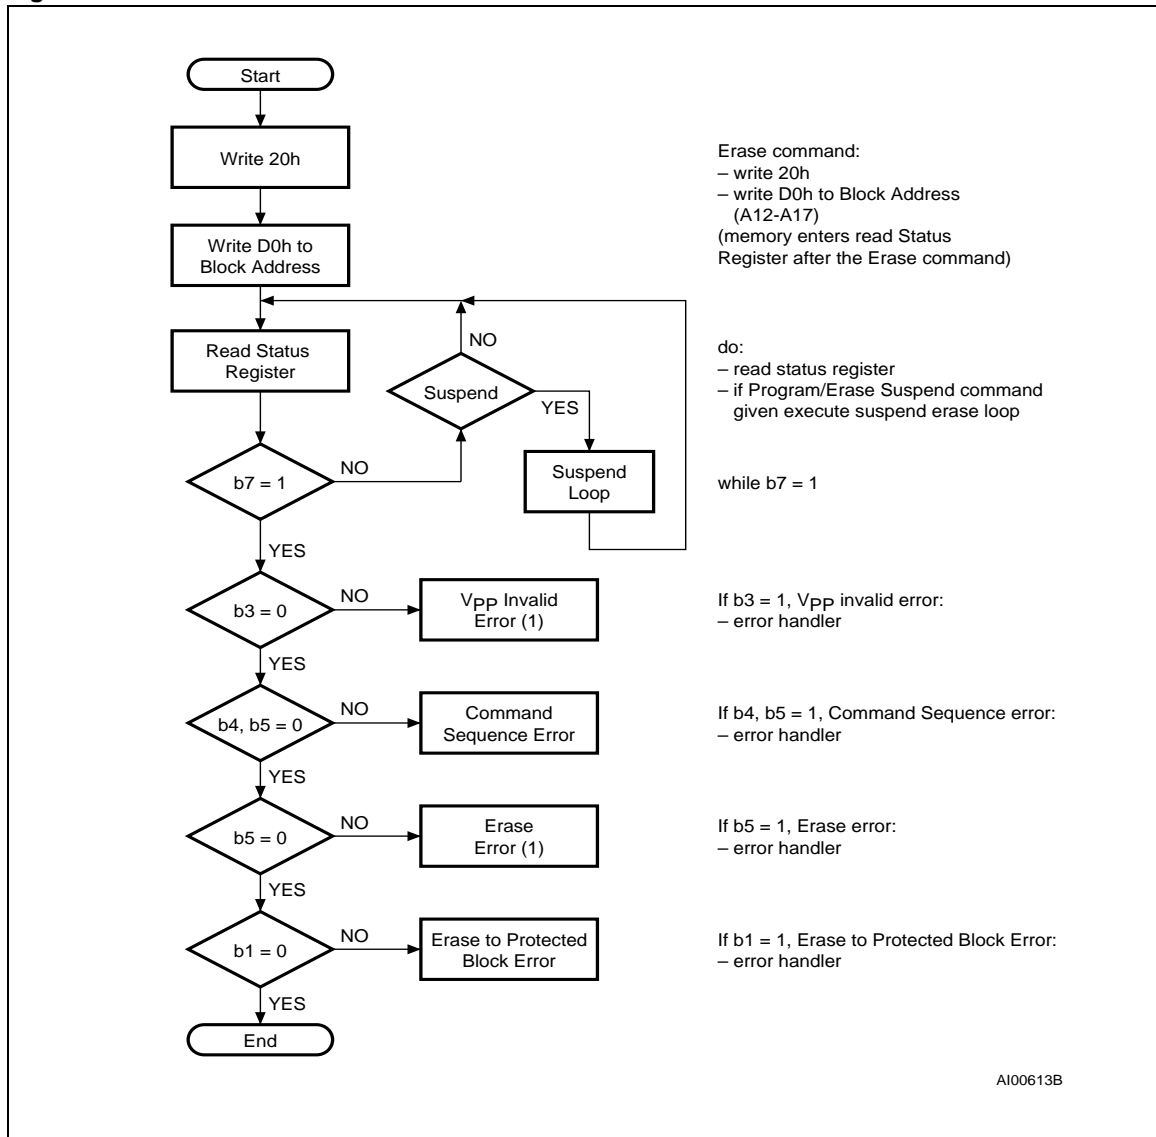 Start
Write 20h
Erase command:
– write 20h
– write D0h to Block Address
(A12-A17)
(memory enters read Status
Register after the Erase command)
Write D0h to
Block Address
Read Status
Register
NO
Suspend
YES
do:
– read status register
– if Program/Erase Suspend command
given execute suspend erase loop
b7 = 1
NO
Suspend
Loop
while b7 = 1
YES
b3 = 0
NO
VPP Invalid
Error (1)
If b3 = 1, VPP invalid error:
– error handler
YES
b4, b5 = 0
NO
Command
Sequence Error
If b4, b5 = 1, Command Sequence error:
– error handler
YES
b5 = 0
NO
Erase
Error (1)
If b5 = 1, Erase error:
– error handler
YES
b1 = 0
NO
Erase to Protected
Block Error
If b1 = 1, Erase to Protected Block Error:
– error handler
YES
End
AI00613B